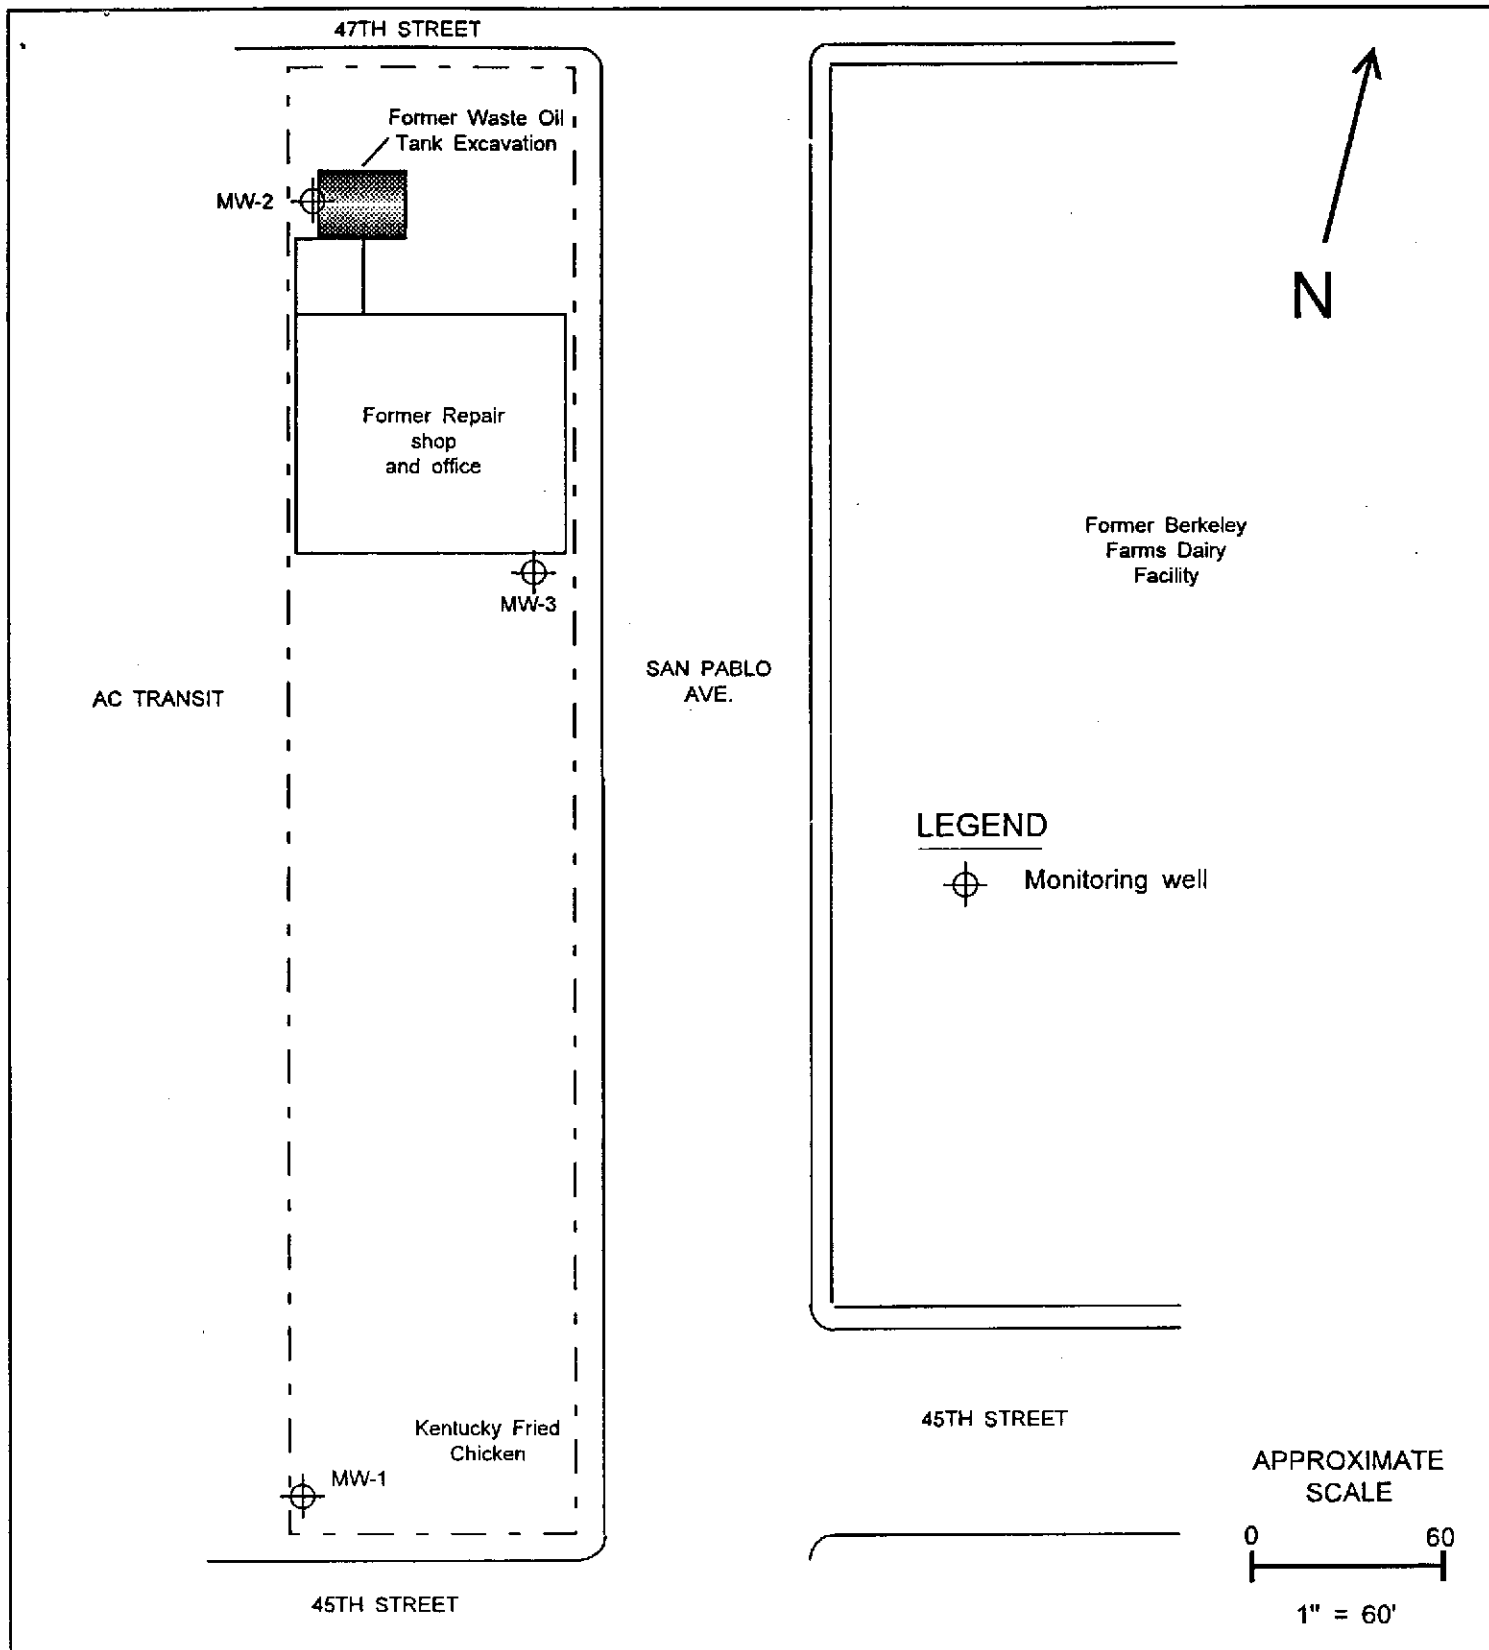 47TH STREET
Former Waste Oil
Tank Excavation
MW-2
N
Former Repair
shop
and office
Former Berkeley
Farms Dairy
Facility
MW-3
SAN PABLO
AVE.
AC TRANSIT
LEGEND
Monitoring well
Kentucky Fried
Chicken
45TH STREET
MW-1
APPROXIMATE
SCALE
0 60
1" = 60'
45TH STREET